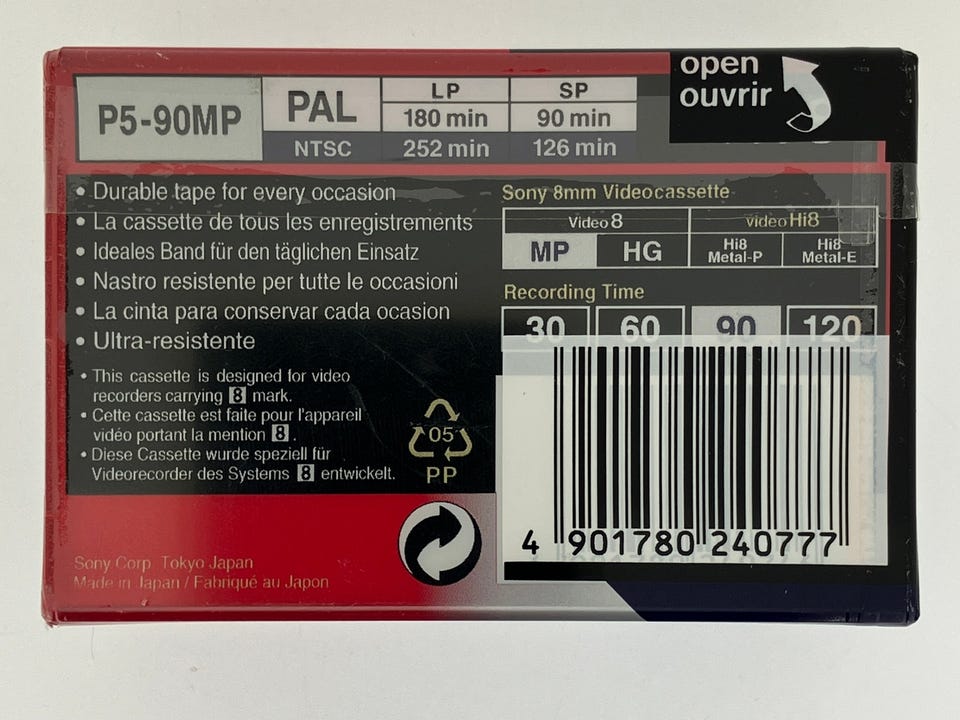 open
ouvrir
P5-90MP
PAL LP SP
180 min 90 min
NTSC 252 min 126 min
• Durable tape for every occasion
• La cassette de tous les enregistrements
• Ideales Band für den täglichen Einsatz
• Nastro resistente per tutte le occasioni
• La cinta para conservar cada ocasion
• Ultra-resistente
• This cassette is designed for video
recorders carrying 8 mark.
• Cette cassette est faite pour l'appareil
vidéo portant la mention 8.
• Diese Cassette wurde speziell für
Videorecorder des Systems 8 entwickelt.
05
PP
Sony 8mm Videocassette
Video 8 video Hi8
MP HG Hi8 Metal-P Hi8 Metal-E
Recording Time
30 60 90 120
4 901780 240777
Sony Corp. Tokyo Japan
Made in Japan / Fabriqué au Japon